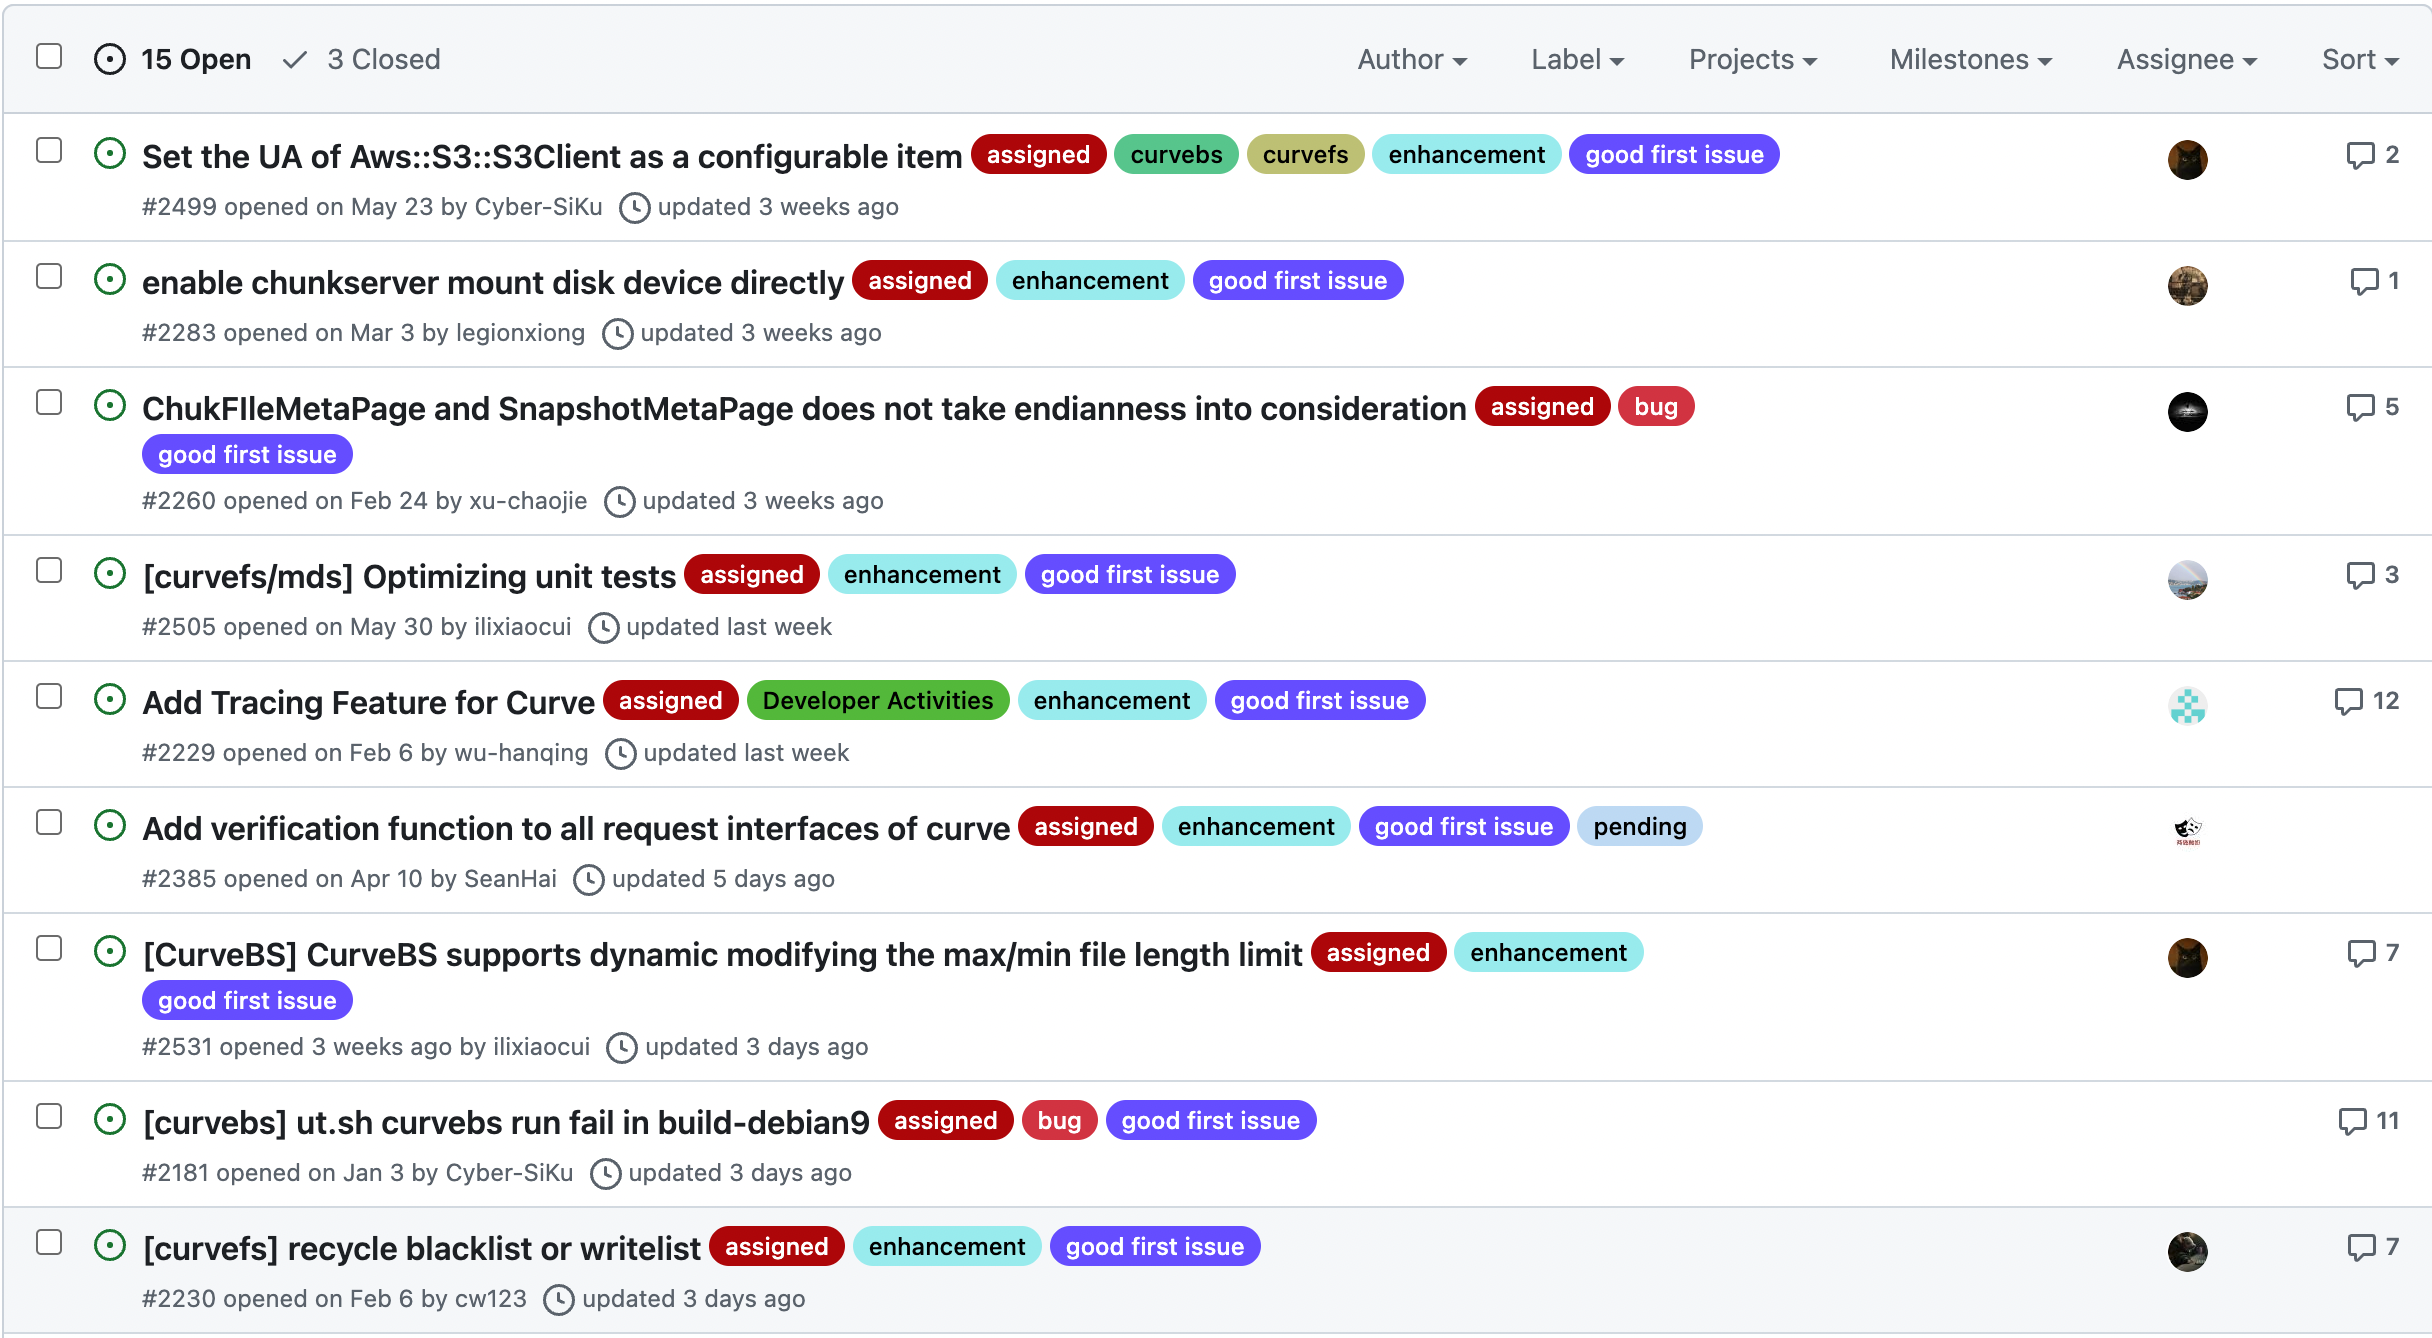 15 Open 3 Closed Author Label Projects Milestones Assignee Sort
Set the UA of Aws::S3::S3Client as a configurable item assigned curvebs curvefs enhancement good first issue 2
#2499 opened on May 23 by Cyber-SiKu updated 3 weeks ago
enable chunkserver mount disk device directly assigned enhancement good first issue 1
#2283 opened on Mar 3 by legionxiong updated 3 weeks ago
ChukFIleMetaPage and SnapshotMetaPage does not take endianness into consideration assigned bug 5
good first issue
#2260 opened on Feb 24 by xu-chaojie updated 3 weeks ago
[curvefs/mds] Optimizing unit tests assigned enhancement good first issue 3
#2505 opened on May 30 by ilixiaocui updated last week
Add Tracing Feature for Curve assigned Developer Activities enhancement good first issue 12
#2229 opened on Feb 6 by wu-hanqing updated last week
Add verification function to all request interfaces of curve assigned enhancement good first issue pending
#2385 opened on Apr 10 by SeanHai updated 5 days ago
[CurveBS] CurveBS supports dynamic modifying the max/min file length limit assigned enhancement 7
good first issue
#2531 opened 3 weeks ago by ilixiaocui updated 3 days ago
[curvebs] ut.sh curvebs run fail in build-debian9 assigned bug good first issue 11
#2181 opened on Jan 3 by Cyber-SiKu updated 3 days ago
[curvefs] recycle blacklist or writelist assigned enhancement good first issue 7
#2230 opened on Feb 6 by cw123 updated 3 days ago